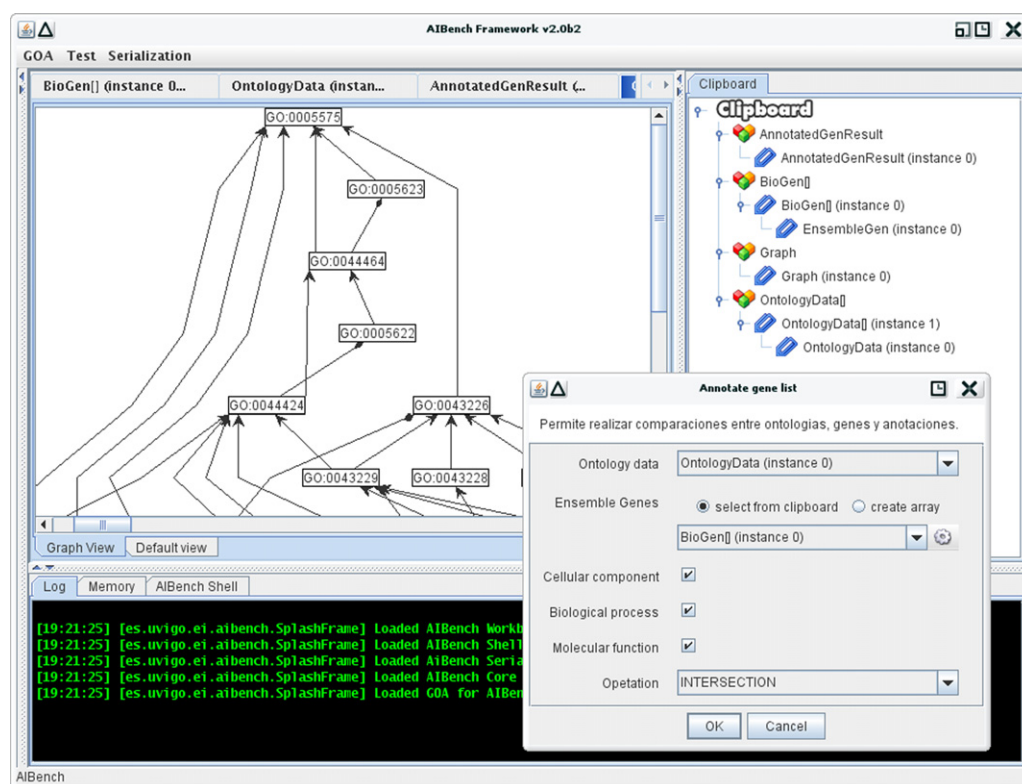 AIBench Framework v2.0b2
GOA Test Serialization
BioGen[] (instance 0...
OntologyData (instan...
AnnotatedGenResult (...
GO:0005575
GO:0005623
GO:0044464
GO:0005622
GO:0044424
GO:0043226
GO:0043229
GO:0043228
Graph View
Default view
Clipboard
Clipboard
AnnotatedGenResult
AnnotatedGenResult (instance 0)
BioGen[]
BioGen[] (instance 0)
EnsembleGen (instance 0)
Graph
Graph (instance 0)
OntologyData[]
OntologyData[] (instance 1)
OntologyData (instance 0)
Annotate gene list
Permite realizar comparaciones entre ontologias, genes y anotaciones.
Ontology data OntologyData (instance 0)
Ensemble Genes select from clipboard create array
BioGen[] (instance 0)
Cellular component
Biological process
Molecular function
Opetation INTERSECTION
OK Cancel
Log Memory AIBench Shell
[19:21:25] [es.uvigo.ei.aibench.SplashFrame] Loaded AIBench Workb
[19:21:25] [es.uvigo.ei.aibench.SplashFrame] Loaded AIBench Shell
[19:21:25] [es.uvigo.ei.aibench.SplashFrame] Loaded AiBench Seria
[19:21:25] [es.uvigo.ei.aibench.SplashFrame] Loaded AIBench Core
[19:21:25] [es.uvigo.ei.aibench.SplashFrame] Loaded GOA for AIBen
AIBench